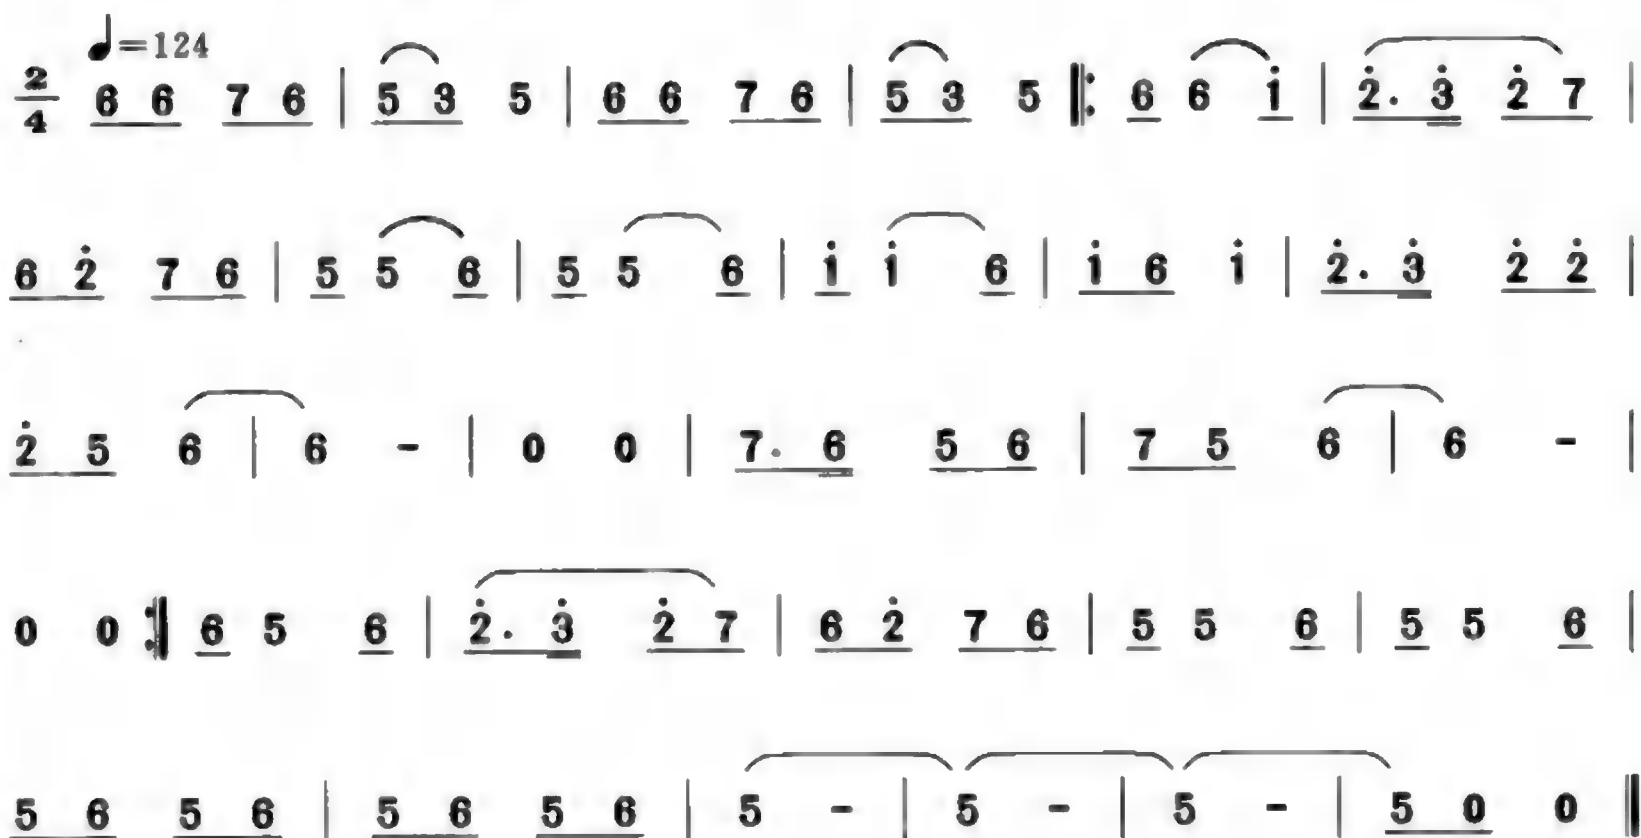 ♩=124
2/4 6 6 7 6 | 5 3 5 | 6 6 7 6 | 5 3 5 ‖: 6 6 i̇ | 2̇. 3̇ 2̇ 7 |
6 2̇ 7 6 | 5 5 6 | 5 5 6 | i̇ i̇ 6 | i̇ 6 i̇ | 2̇. 3̇ 2̇ 2̇ |
2̇ 5 6 | 6 - | 0 0 | 7. 6 5 6 | 7 5 6 | 6 - |
0 0 :‖ 6 5 6 | 2̇. 3̇ 2̇ 7 | 6 2̇ 7 6 | 5 5 6 | 5 5 6 |
5 6 5 6 | 5 6 5 6 | 5 - | 5 - | 5 - | 5 0 0 ‖